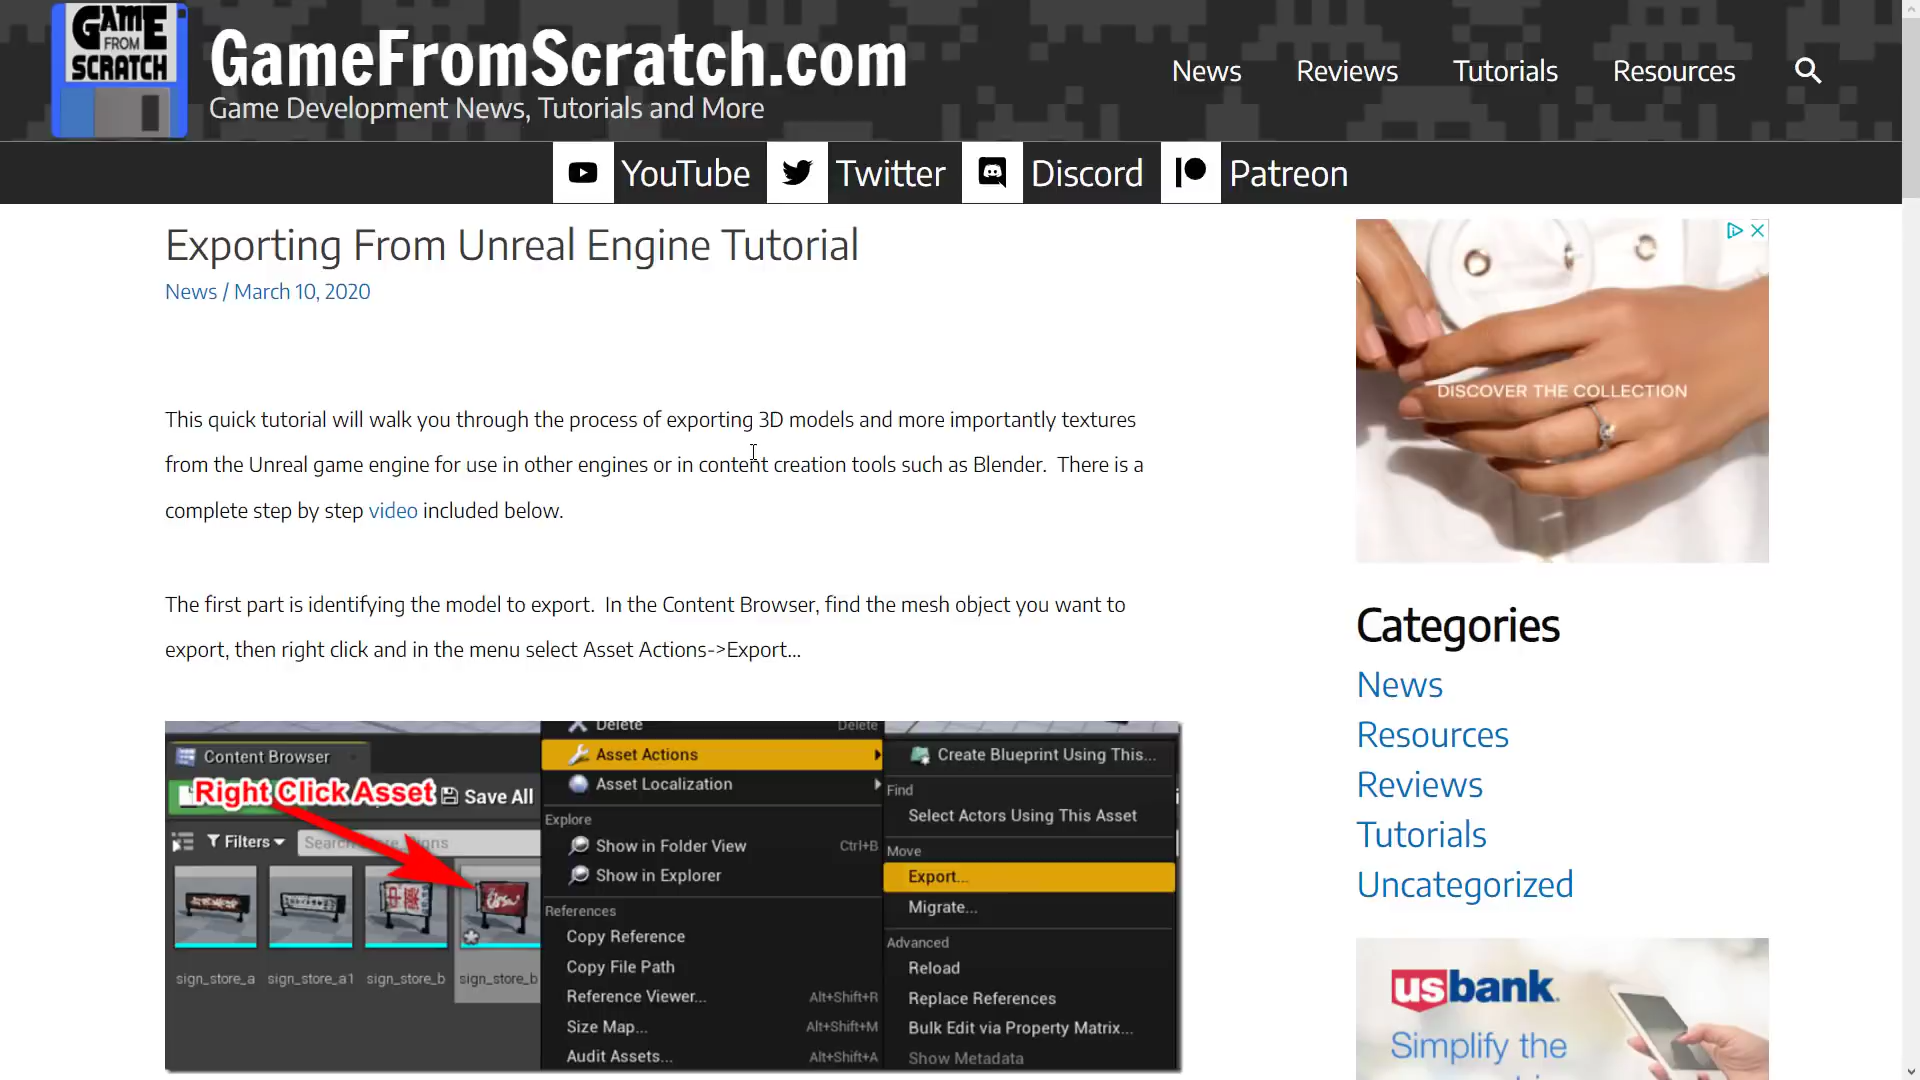 GAME
FROM
SCRATCH
GameFromScratch.com
Game Development News, Tutorials and More
News
Reviews
Tutorials
Resources
YouTube
Twitter
Discord
Patreon
Exporting From Unreal Engine Tutorial
News / March 10, 2020
This quick tutorial will walk you through the process of exporting 3D models and more importantly textures
from the Unreal game engine for use in other engines or in content creation tools such as Blender. There is a
complete step by step video included below.
The first part is identifying the model to export. In the Content Browser, find the mesh object you want to
export, then right click and in the menu select Asset Actions->Export...
Content Browser
Right Click Asset
Save All
Filters
Search
sign_store_a
sign_store_a1
sign_store_b
sign_store_b
Delete
Delete
Asset Actions
Asset Localization
Explore
Show in Folder View
Ctrl+B
Show in Explorer
References
Copy Reference
Copy File Path
Reference Viewer...
Alt+Shift+R
Size Map...
Alt+Shift+M
Audit Assets...
Alt+Shift+A
Create Blueprint Using This...
Find
Select Actors Using This Asset
Move
Export...
Migrate...
Advanced
Reload
Replace References
Bulk Edit via Property Matrix...
Show Metadata
DISCOVER THE COLLECTION
Categories
News
Resources
Reviews
Tutorials
Uncategorized
usbank.
Simplify the